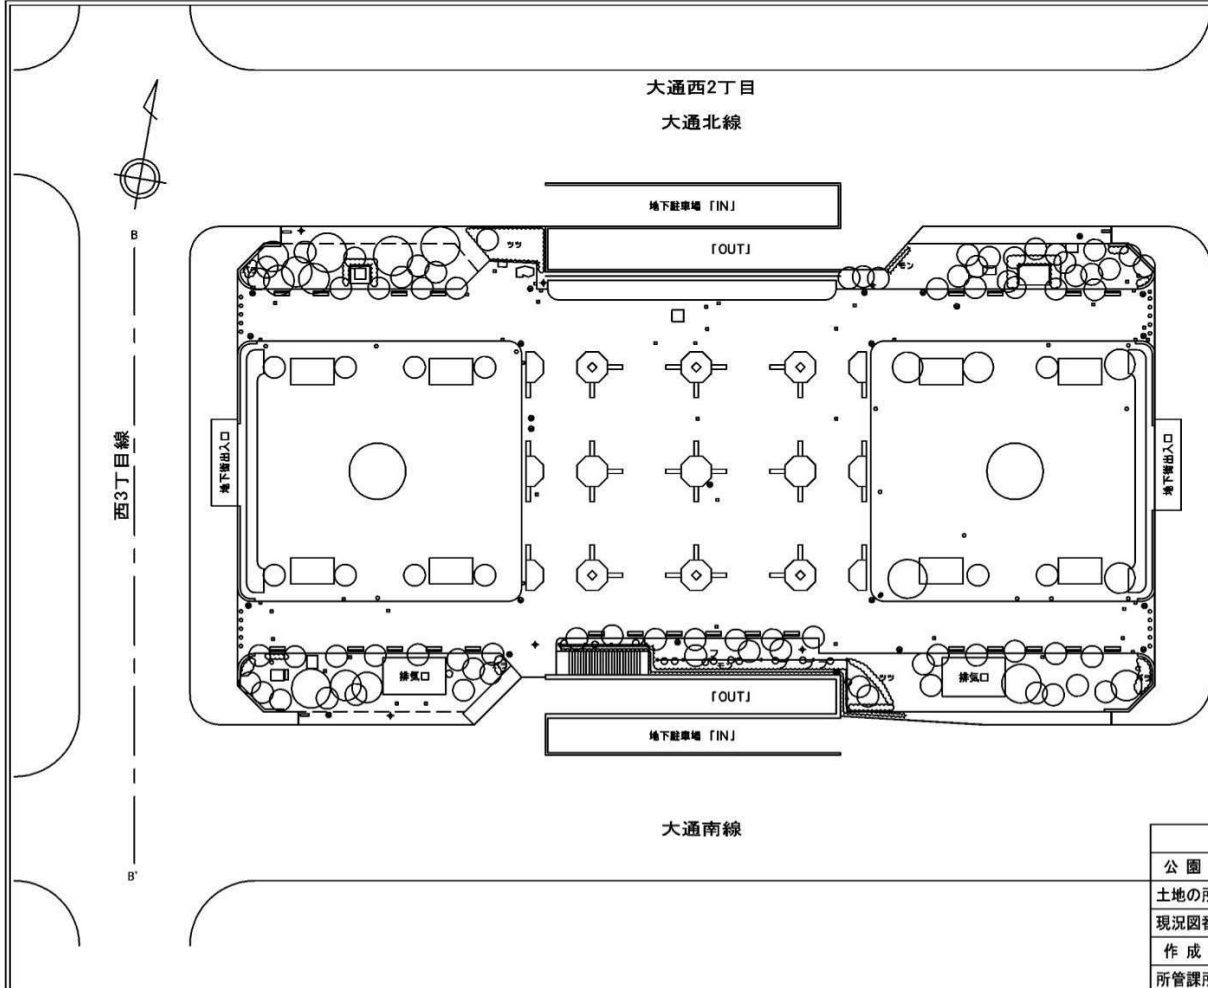 大通西2丁目
大通北線
B
地下駐車場「IN」
「OUT」
ツツ
モン
西3丁目線
地下街出入口
地下街出入口
排気口
「OUT」
ツツ
排気口
地下駐車場「IN」
大通南線
B'
公 園
土地の所
現況図番
作 成
所管課所